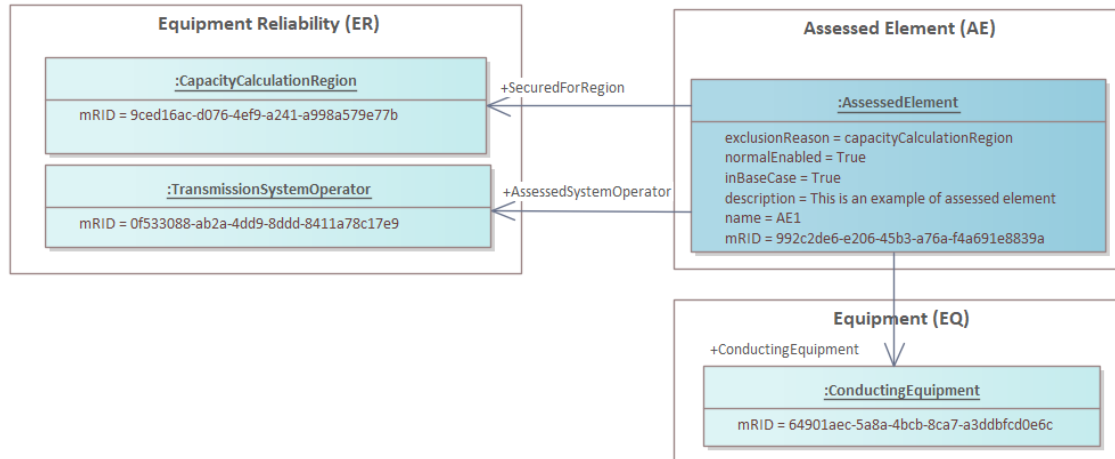 Equipment Reliability (ER)
:CapacityCalculationRegion
mRID = 9ced16ac-d076-4ef9-a241-a998a579e77b
:TransmissionSystemOperator
mRID = 0f533088-ab2a-4dd9-8ddd-8411a78c17e9
+SecuredForRegion
+AssessedSystemOperator
Assessed Element (AE)
:AssessedElement
exclusionReason = capacityCalculationRegion
normalEnabled = True
inBaseCase = True
description = This is an example of assessed element
name = AE1
mRID = 992c2de6-e206-45b3-a76a-f4a691e8839a
Equipment (EQ)
+ConductingEquipment
:ConductingEquipment
mRID = 64901aec-5a8a-4bcb-8ca7-a3ddbfcd0e6c